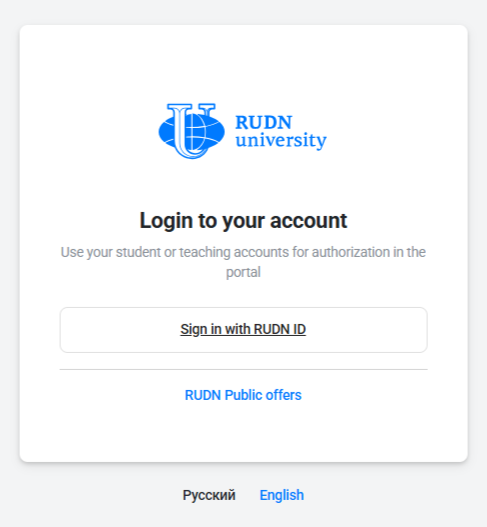 RUDN
university
Login to your account
Use your student or teaching accounts for authorization in the
portal
Sign in with RUDN ID
RUDN Public offers
Русский English